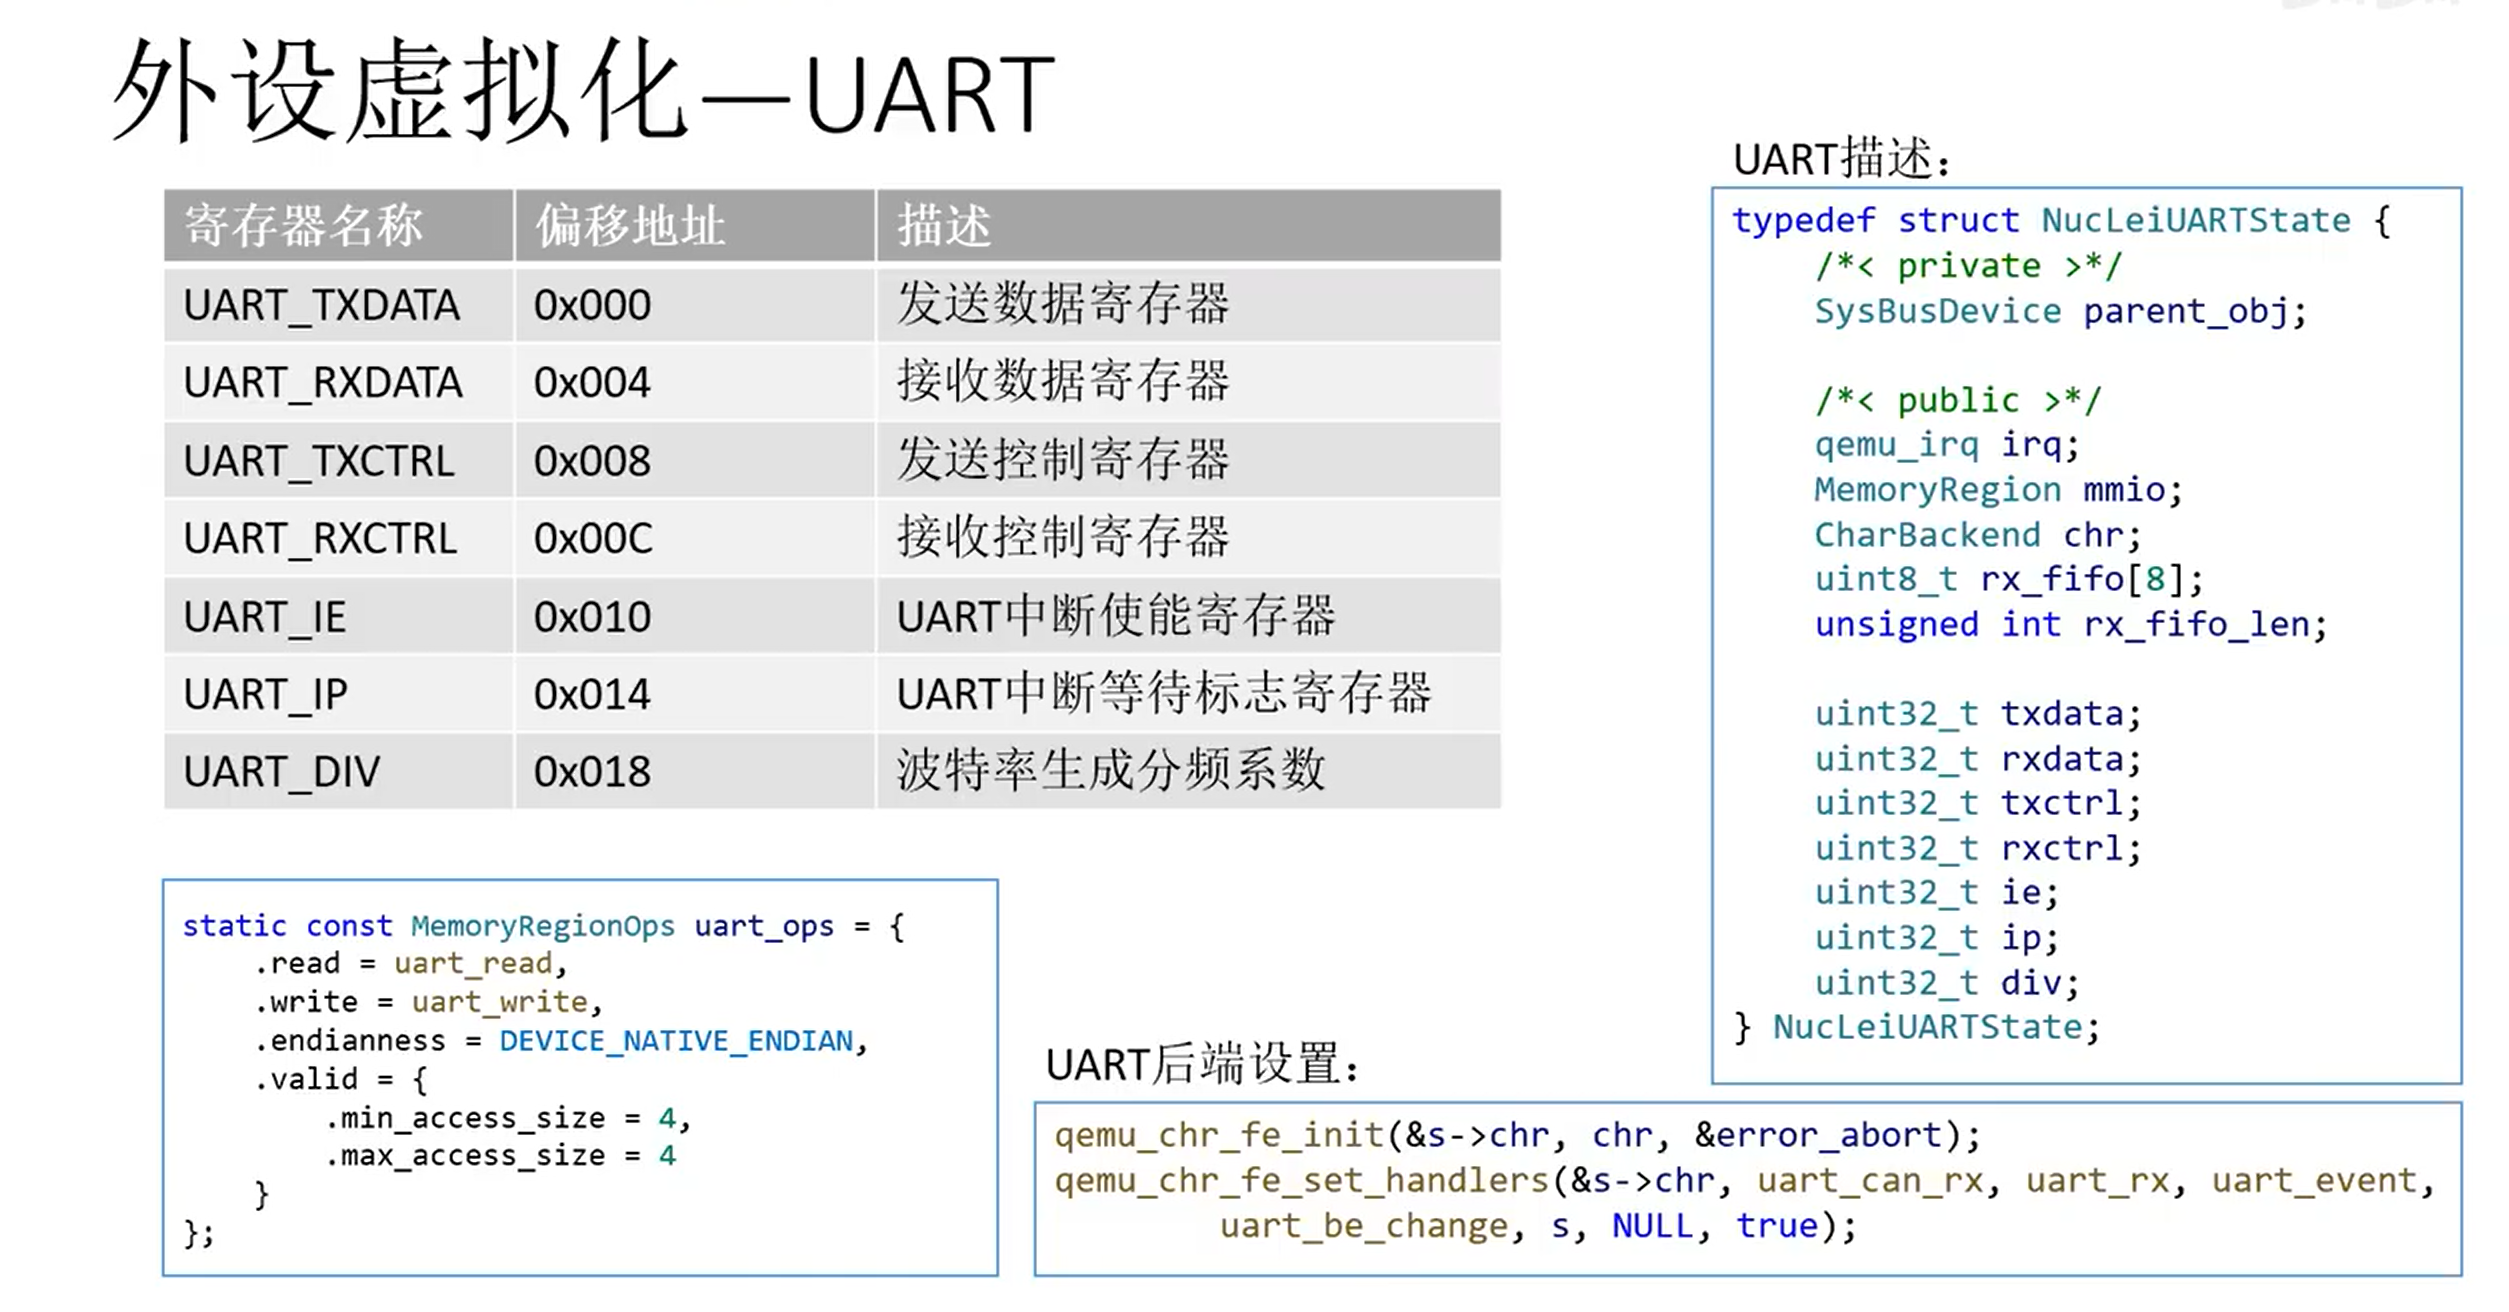 外设虚拟化—UART
寄存器名称 偏移地址 描述
UART_TXDATA 0x000 发送数据寄存器
UART_RXDATA 0x004 接收数据寄存器
UART_TXCTRL 0x008 发送控制寄存器
UART_RXCTRL 0x00C 接收控制寄存器
UART_IE 0x010 UART中断使能寄存器
UART_IP 0x014 UART中断等待标志寄存器
UART_DIV 0x018 波特率生成分频系数
static const MemoryRegionOps uart_ops = {
    .read = uart_read,
    .write = uart_write,
    .endianness = DEVICE_NATIVE_ENDIAN,
    .valid = {
        .min_access_size = 4,
        .max_access_size = 4
    }
};
UART描述：
typedef struct NucLeiUARTState {
    /*< private >*/
    SysBusDevice parent_obj;
    /*< public >*/
    qemu_irq irq;
    MemoryRegion mmio;
    CharBackend chr;
    uint8_t rx_fifo[8];
    unsigned int rx_fifo_len;
    uint32_t txdata;
    uint32_t rxdata;
    uint32_t txctrl;
    uint32_t rxctrl;
    uint32_t ie;
    uint32_t ip;
    uint32_t div;
} NucLeiUARTState;
UART后端设置：
qemu_chr_fe_init(&s->chr, chr, &error_abort);
qemu_chr_fe_set_handlers(&s->chr, uart_can_rx, uart_rx, uart_event,
        uart_be_change, s, NULL, true);